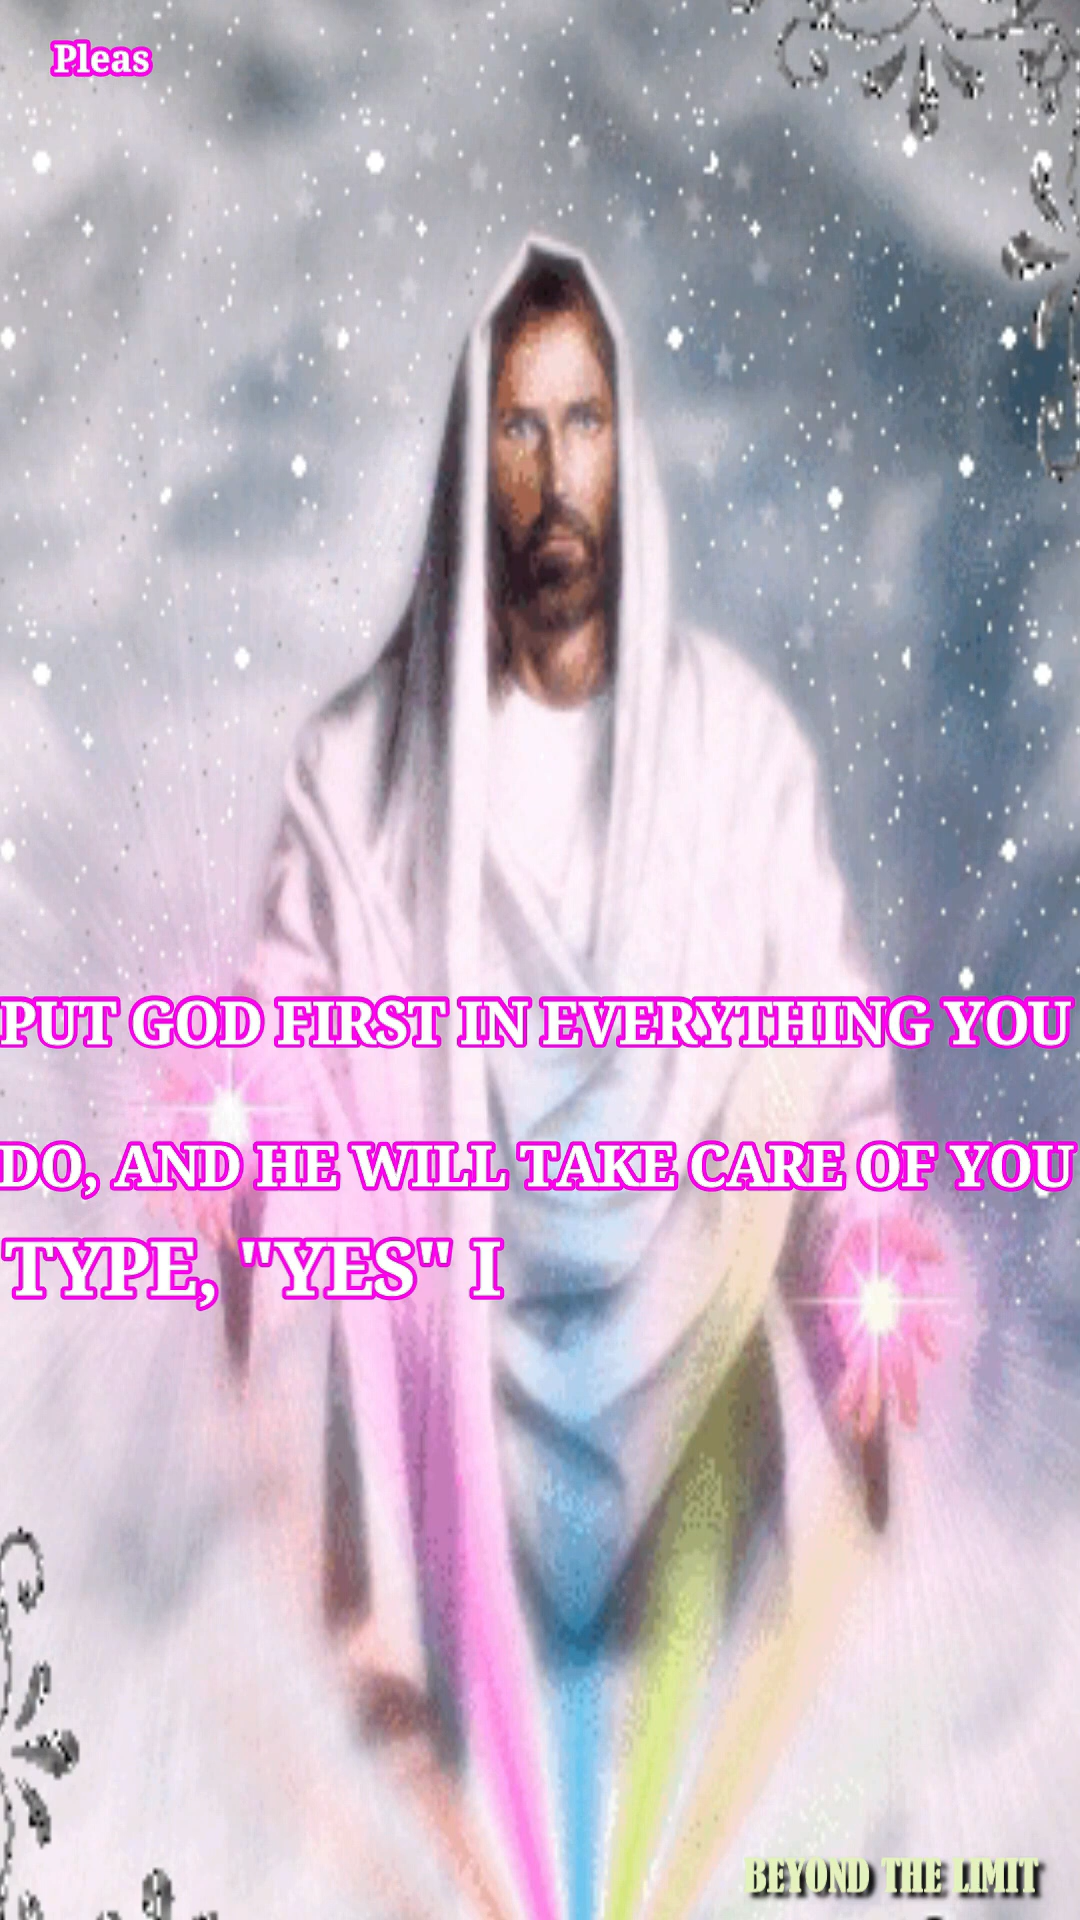 Pleas
PUT GOD FIRST IN EVERYTHING YOU
DO, AND HE WILL TAKE CARE OF YOU
TYPE, "YES" I
BEYOND THE LIMIT